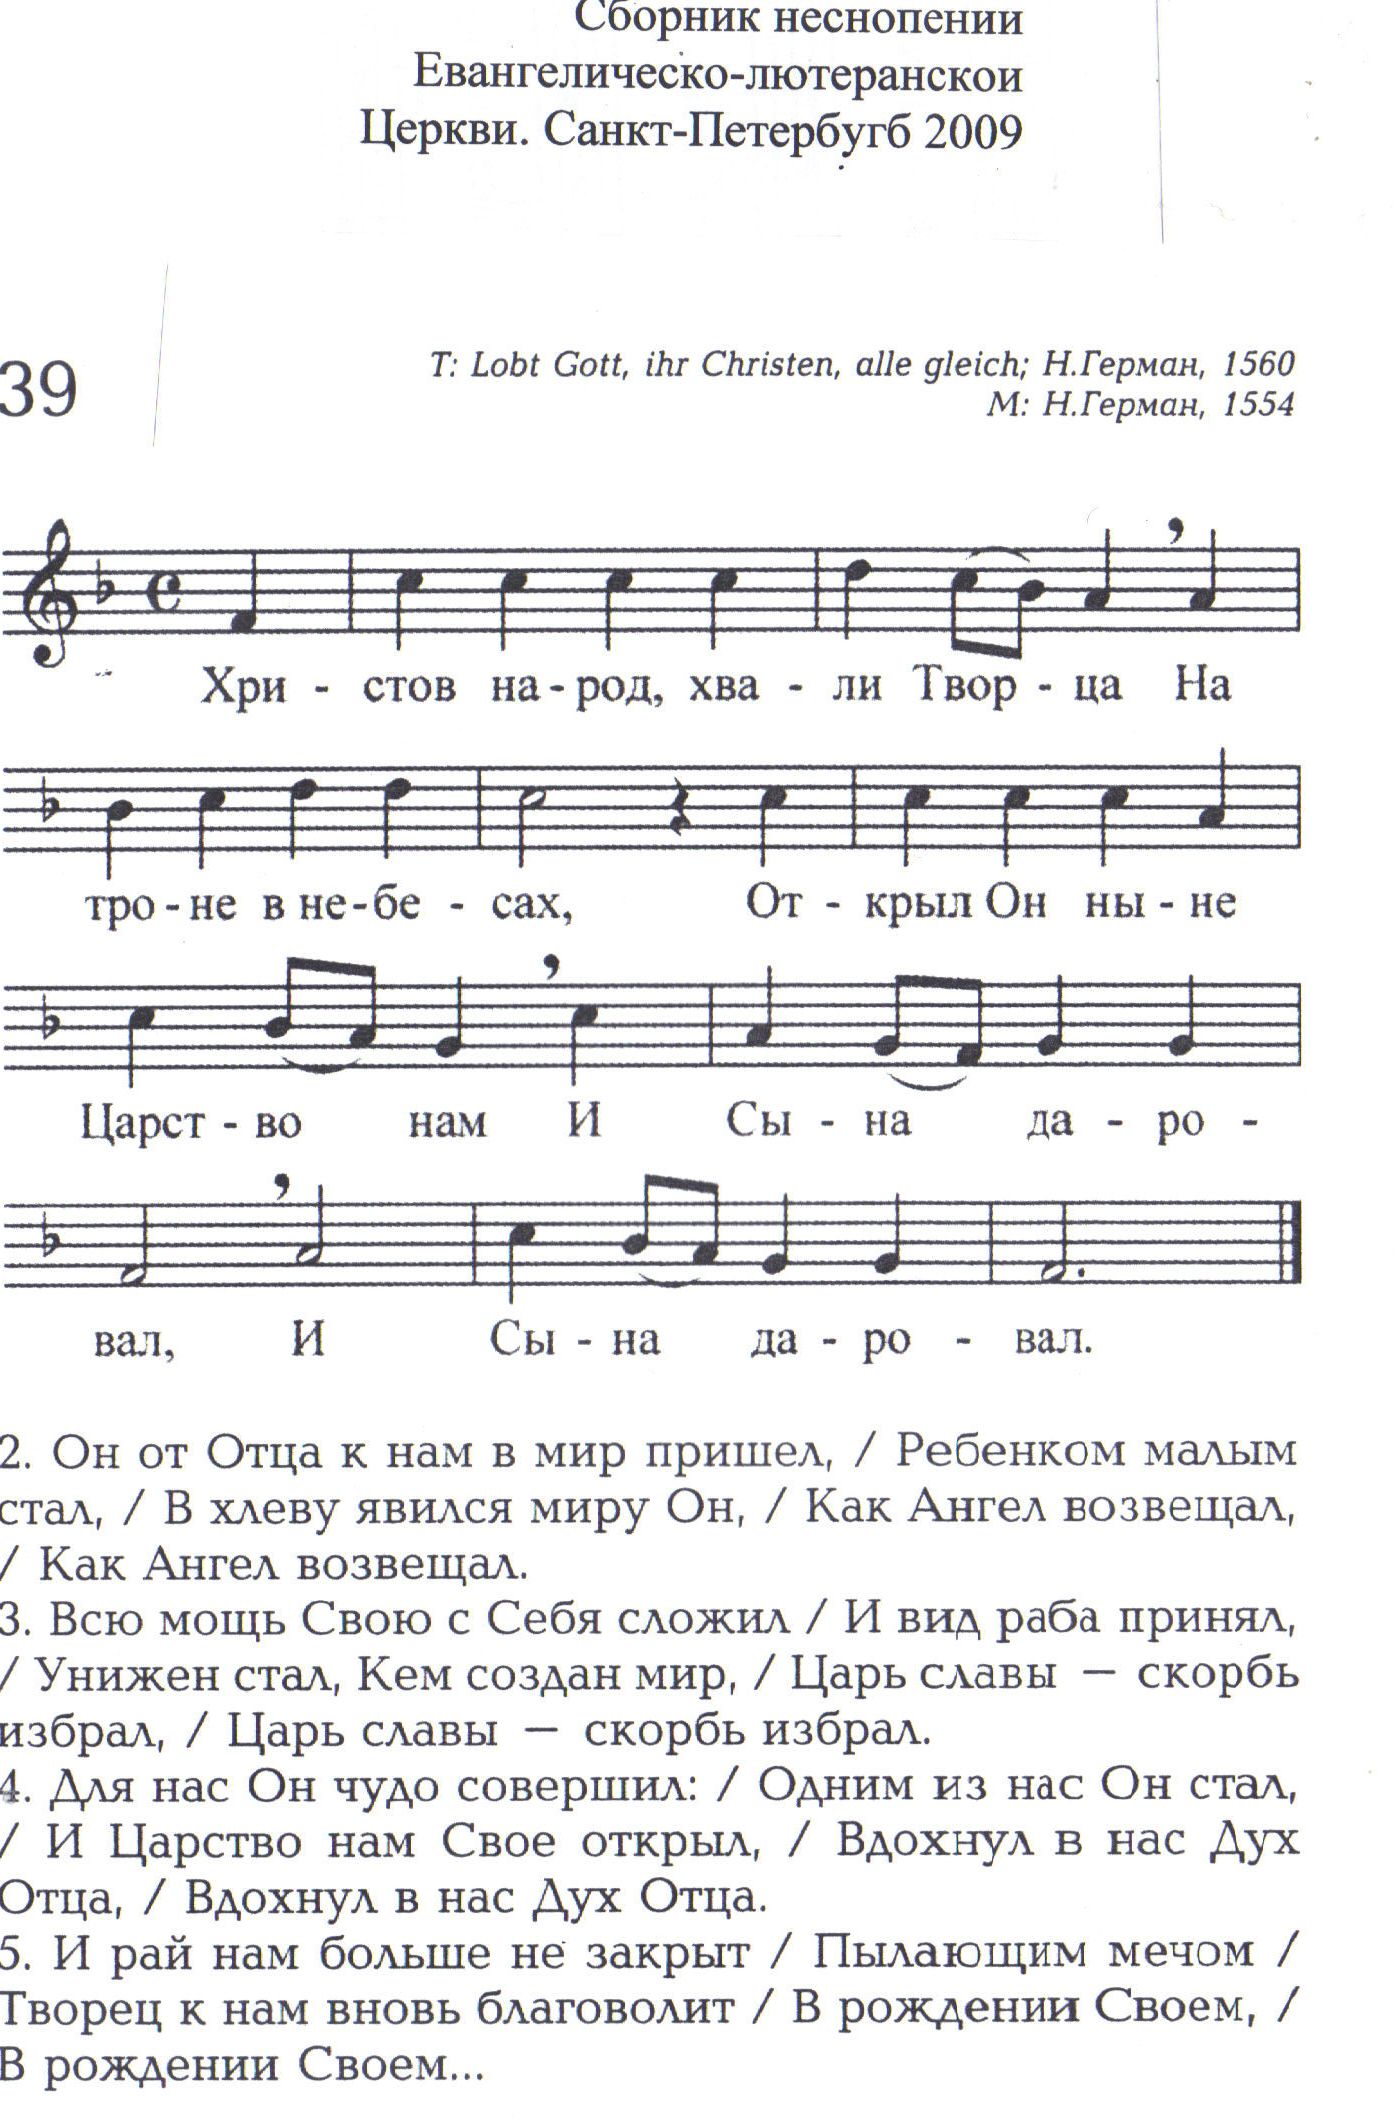 Сборник неснопении
Евангелическо-лютеранскои
Церкви. Санкт-Петербугб 2009
39
Т: Lobt Gott, ihr Christen, alle gleich; Н.Герман, 1560
М: Н.Герман, 1554
Хри - стов на - род, хва - ли Твор - ца На
тро - не в не - бе - сах, От - крыл Он ны - не
Царст - во нам И Сы - на да - ро -
вал, И Сы - на да - ро - вал.
2. Он от Отца к нам в мир пришел, / Ребенком малым
стал, / В хлеву явился миру Он, / Как Ангел возвещал,
/ Как Ангел возвещал.
3. Всю мощь Свою с Себя сложил / И вид раба принял,
/ Унижен стал, Кем создан мир, / Царь славы — скорбь
избрал, / Царь славы — скорбь избрал.
4. Для нас Он чудо совершил: / Одним из нас Он стал,
/ И Царство нам Свое открыл, / Вдохнул в нас Дух
Отца, / Вдохнул в нас Дух Отца.
5. И рай нам больше не закрыт / Пылающим мечом /
Творец к нам вновь благоволит / В рождении Своем, /
В рождении Своем...